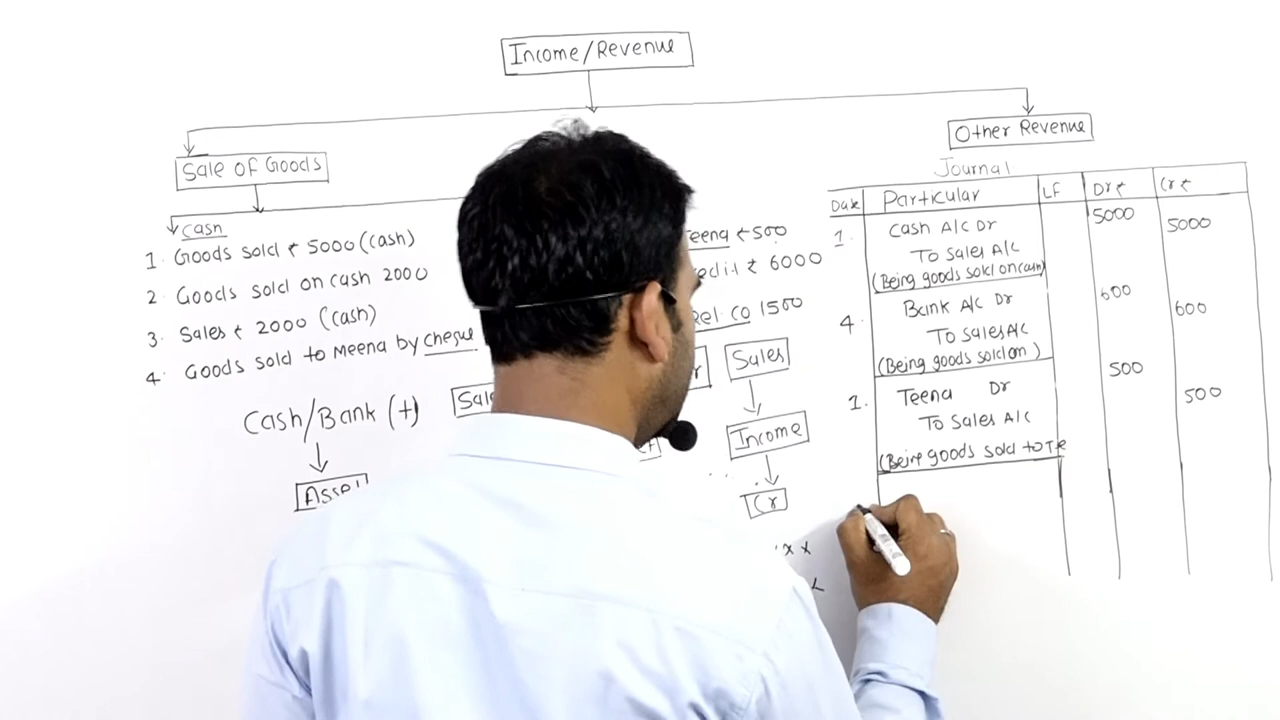 Income/Revenue
Other Revenue
Sale of Goods
cash
1. Goods sold ₹ 5000 (cash)
2. Goods sold on cash 2000
3. Sales ₹ 2000 (cash)
4. Goods sold to Meena by cheque
Cash/Bank (+)
Asset
Teena ₹500
₹ 6000
co 1500
Sales
Income
Cr
Journal
Date Particular LF Dr ₹ Cr ₹
1. Cash A/c Dr 5000
To Sales A/c 5000
(Being goods sold on cash)
4. Bank A/c Dr 600
To sales A/c 600
(Being goods sold on )
1. Teena Dr 500
To Sales A/c 500
(Being goods sold to Tee